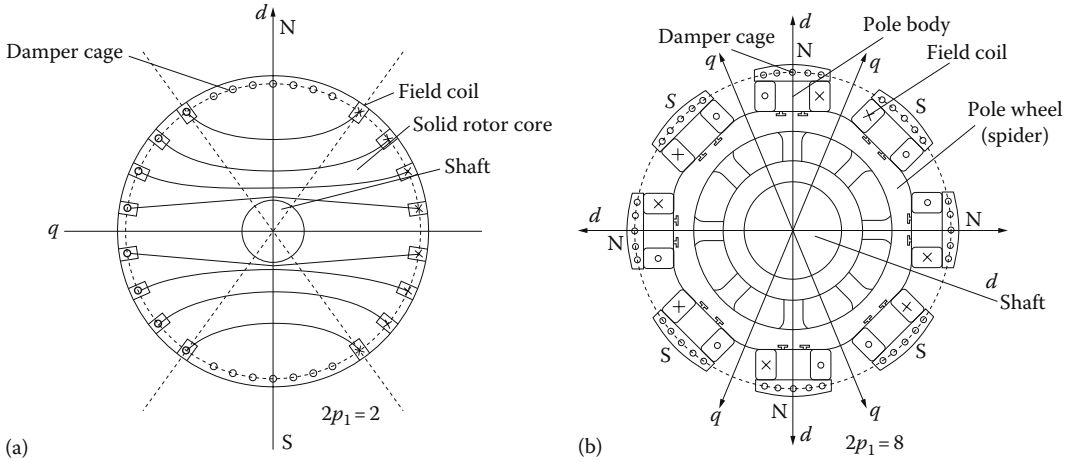 d
N
Damper cage
Field coil
Solid rotor core
Shaft
q
2p₁ = 2
S
(a)
d
N
Pole body
Damper cage
Field coil
q
q
S
S
Pole wheel
(spider)
d
N
N
d
Shaft
S
S
q
N
q
d
2p₁ = 8
(b)